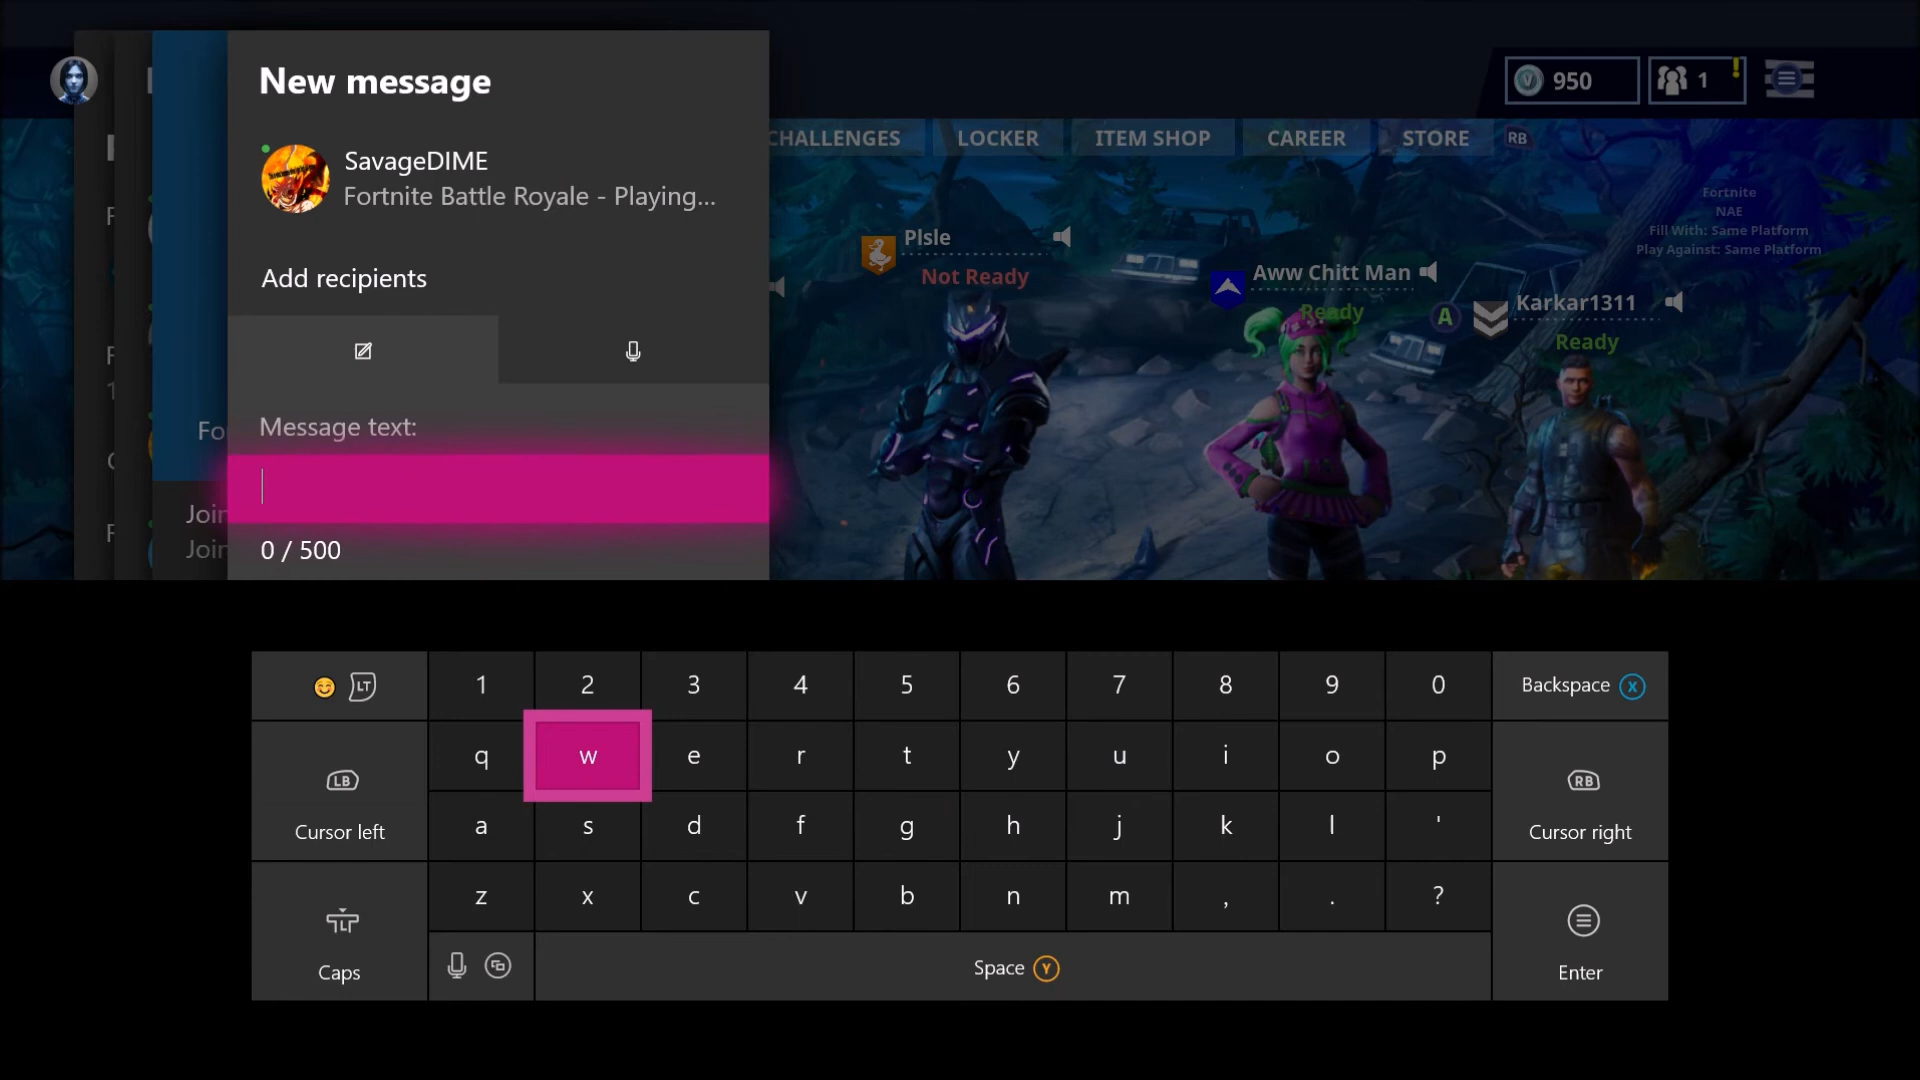 New message
SavageDIME
Fortnite Battle Royale - Playing...
Add recipients
Message text:
0 / 500
Fo
Join
Join
950
1
CHALLENGES
LOCKER
ITEM SHOP
CAREER
STORE
RB
Fortnite
NAE
Fill With: Same Platform
Play Against: Same Platform
Plsle
Not Ready
Aww Chitt Man
Ready
A
Karkar1311
Ready
LT
1 2 3 4 5 6 7 8 9 0
Backspace X
q w e r t y u i o p
LB
Cursor left
RB
Cursor right
a s d f g h j k l '
z x c v b n m , . ?
Caps
Space Y
Enter